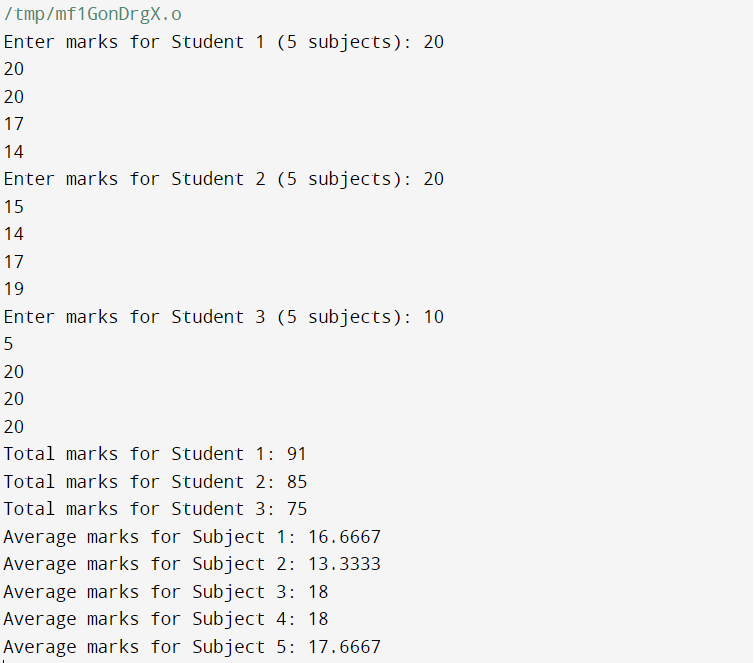 /tmp/mf1GonDrgX.o
Enter marks for Student 1 (5 subjects): 20
20
20
17
14
Enter marks for Student 2 (5 subjects): 20
15
14
17
19
Enter marks for Student 3 (5 subjects): 10
5
20
20
20
Total marks for Student 1: 91
Total marks for Student 2: 85
Total marks for Student 3: 75
Average marks for Subject 1: 16.6667
Average marks for Subject 2: 13.3333
Average marks for Subject 3: 18
Average marks for Subject 4: 18
Average marks for Subject 5: 17.6667